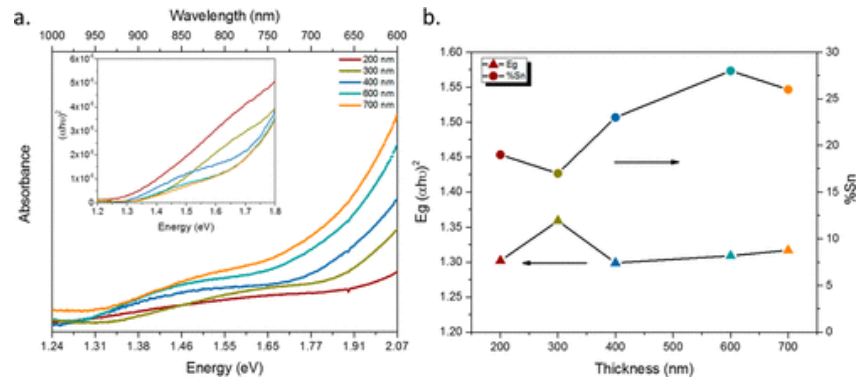 a.
Wavelength (nm)
1000 950 900 850 800 750 700 650 600
200 nm
300 nm
400 nm
600 nm
700 nm
(αhυ)²
6x10⁻⁵
1.2 1.3 1.4 1.5 1.6 1.7 1.8
Energy (eV)
Absorbance
1.24 1.31 1.38 1.46 1.55 1.65 1.77 1.91 2.07
Energy (eV)
b.
Eg
%Sn
Eg (αhυ)²
1.60
1.55
1.50
1.45
1.40
1.35
1.30
1.25
1.20
30
25
20
15
10
5
0
%Sn
200 300 400 500 600 700
Thickness (nm)